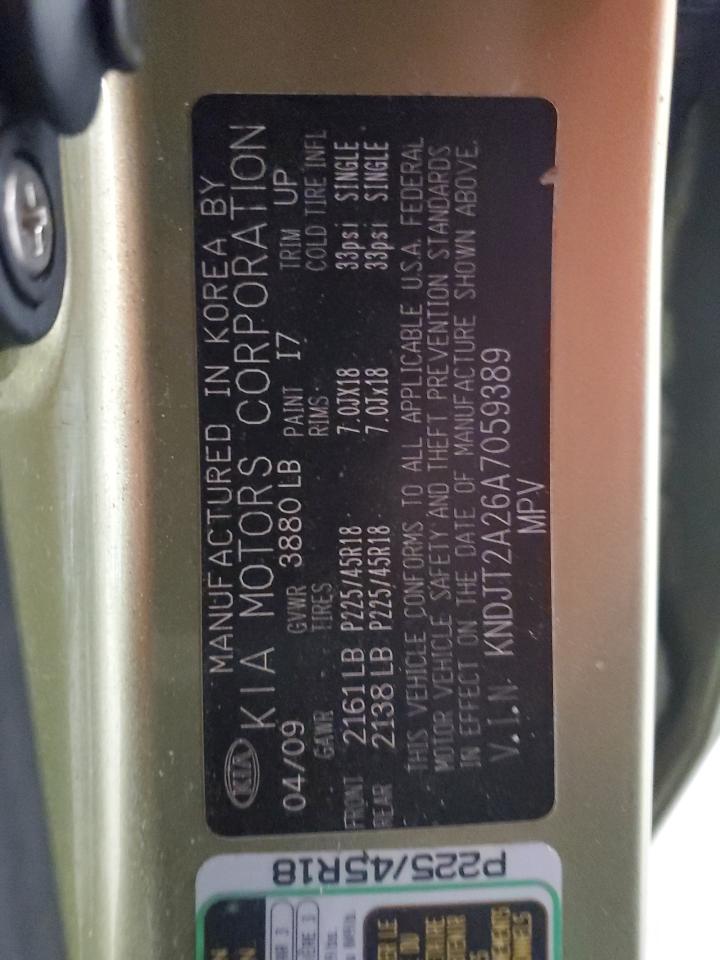 MANUFACTURED IN KOREA BY
KIA KIA MOTORS CORPORATION
04/09 GVWR 3880 LB PAINT I7 TRIM UP
GAWR TIRES RIMS COLD TIRE INFL
FRONT 2161 LB P225/45R18 7.0JX18 33psi SINGLE
REAR 2138 LB P225/45R18 7.0Jx18 33psi SINGLE
THIS VEHICLE CONFORMS TO ALL APPLICABLE U.S.A. FEDERAL
MOTOR VEHICLE SAFETY AND THEFT PREVENTION STANDARDS
IN EFFECT ON THE DATE OF MANUFACTURE SHOWN ABOVE.
V.I.N KNDJT2A26A7059389
MPV
P225/45R18